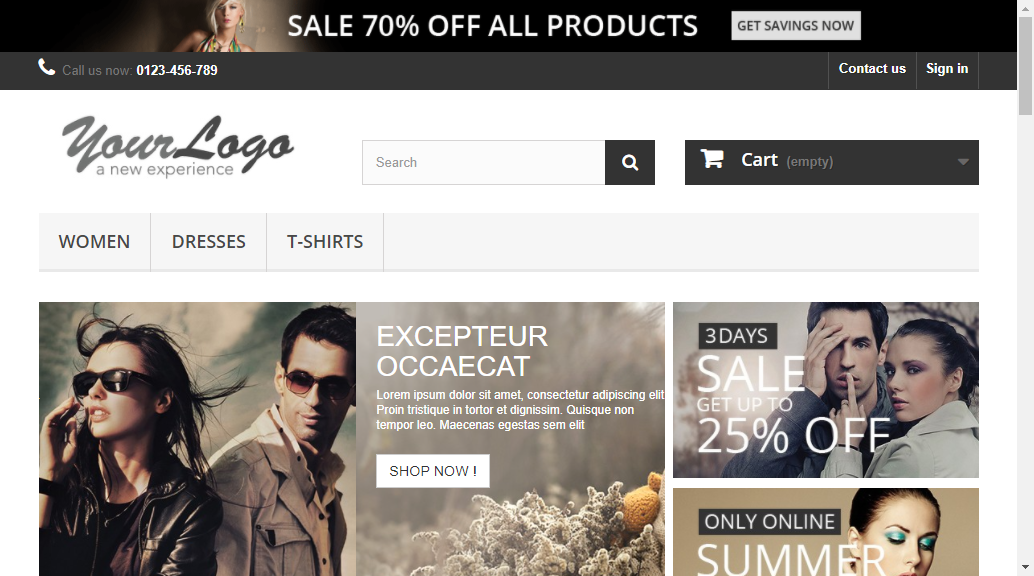 SALE 70% OFF ALL PRODUCTS
GET SAVINGS NOW
Call us now: 0123-456-789
Contact us
Sign in
YourLogo
a new experience
Search
Cart (empty)
WOMEN
DRESSES
T-SHIRTS
EXCEPTEUR
OCCAECAT
Lorem ipsum dolor sit amet, consectetur adipiscing elit
Proin tristique in tortor et dignissim. Quisque non
tempor leo. Maecenas egestas sem elit
SHOP NOW !
3 DAYS
SALE
GET UP TO
25% OFF
ONLY ONLINE
SUMMER